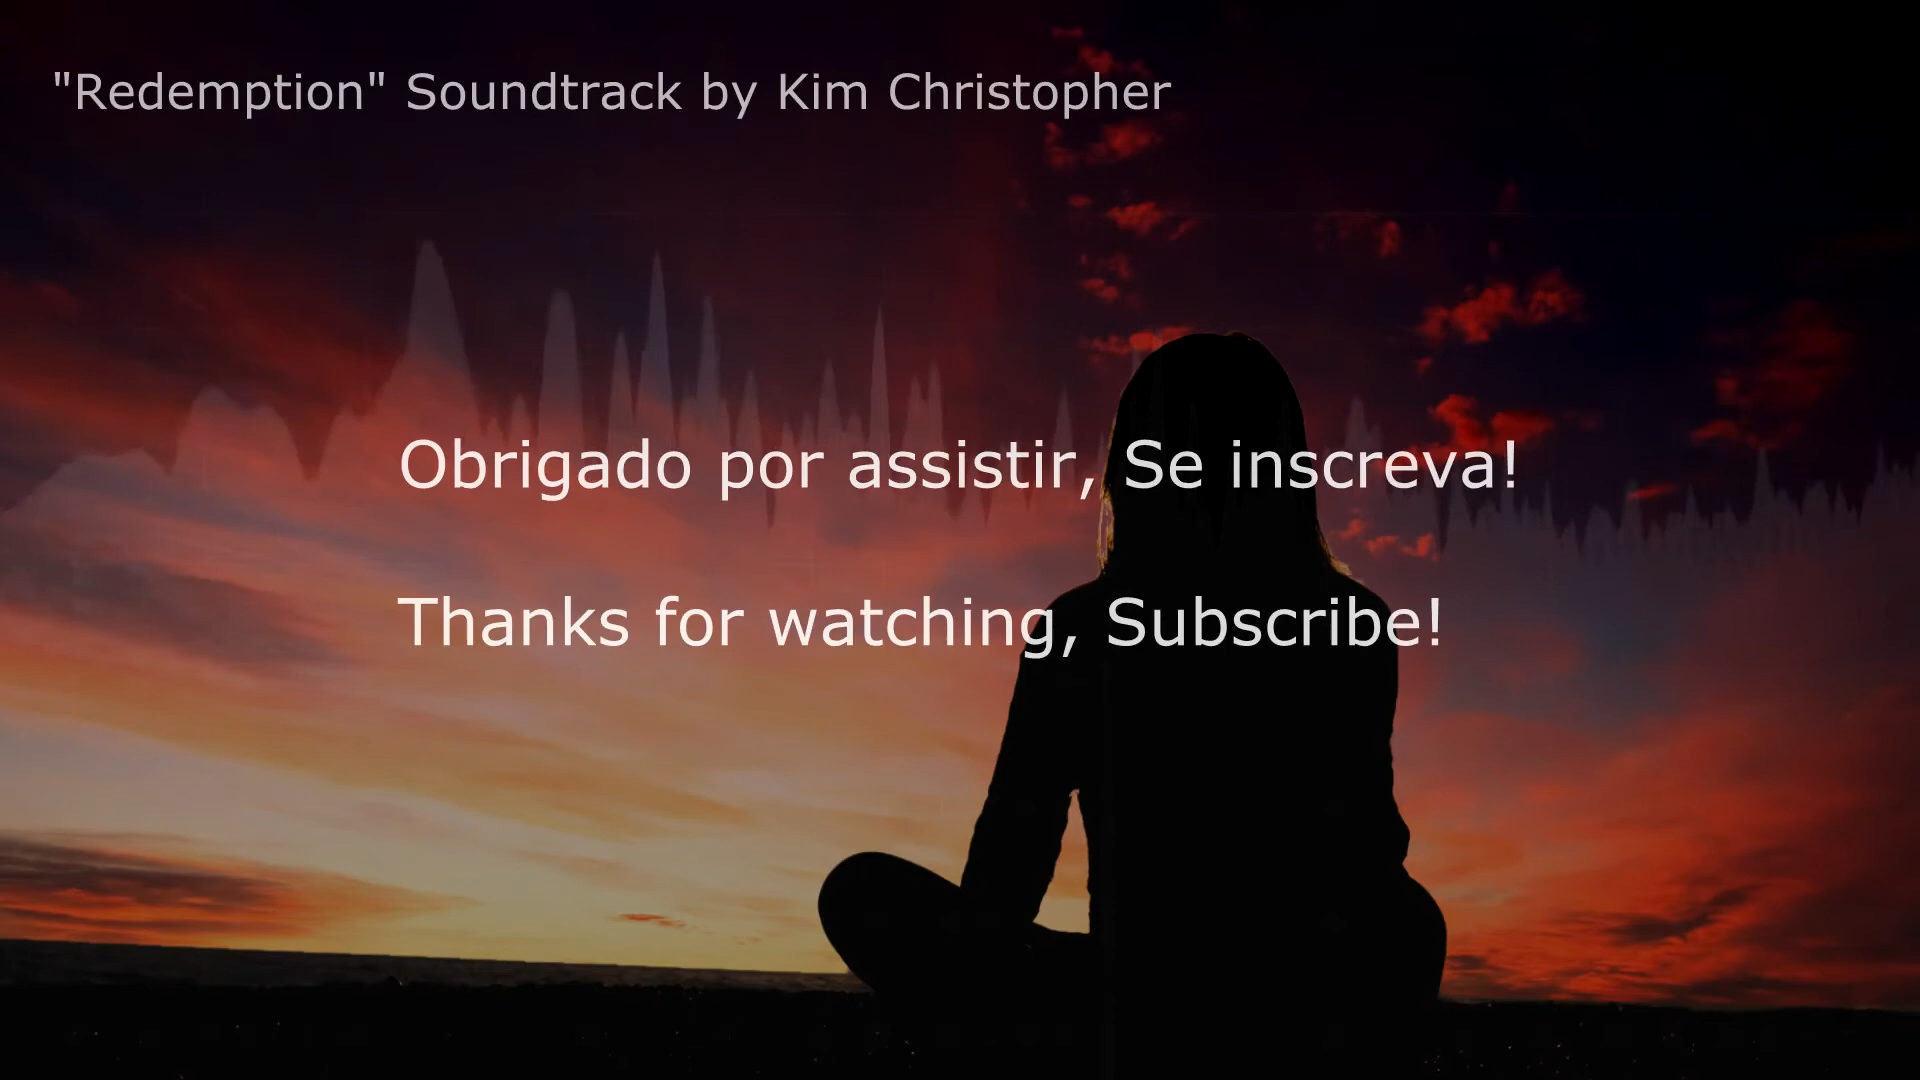 "Redemption" Soundtrack by Kim Christopher
Obrigado por assistir, Se inscreva!
Thanks for watching, Subscribe!